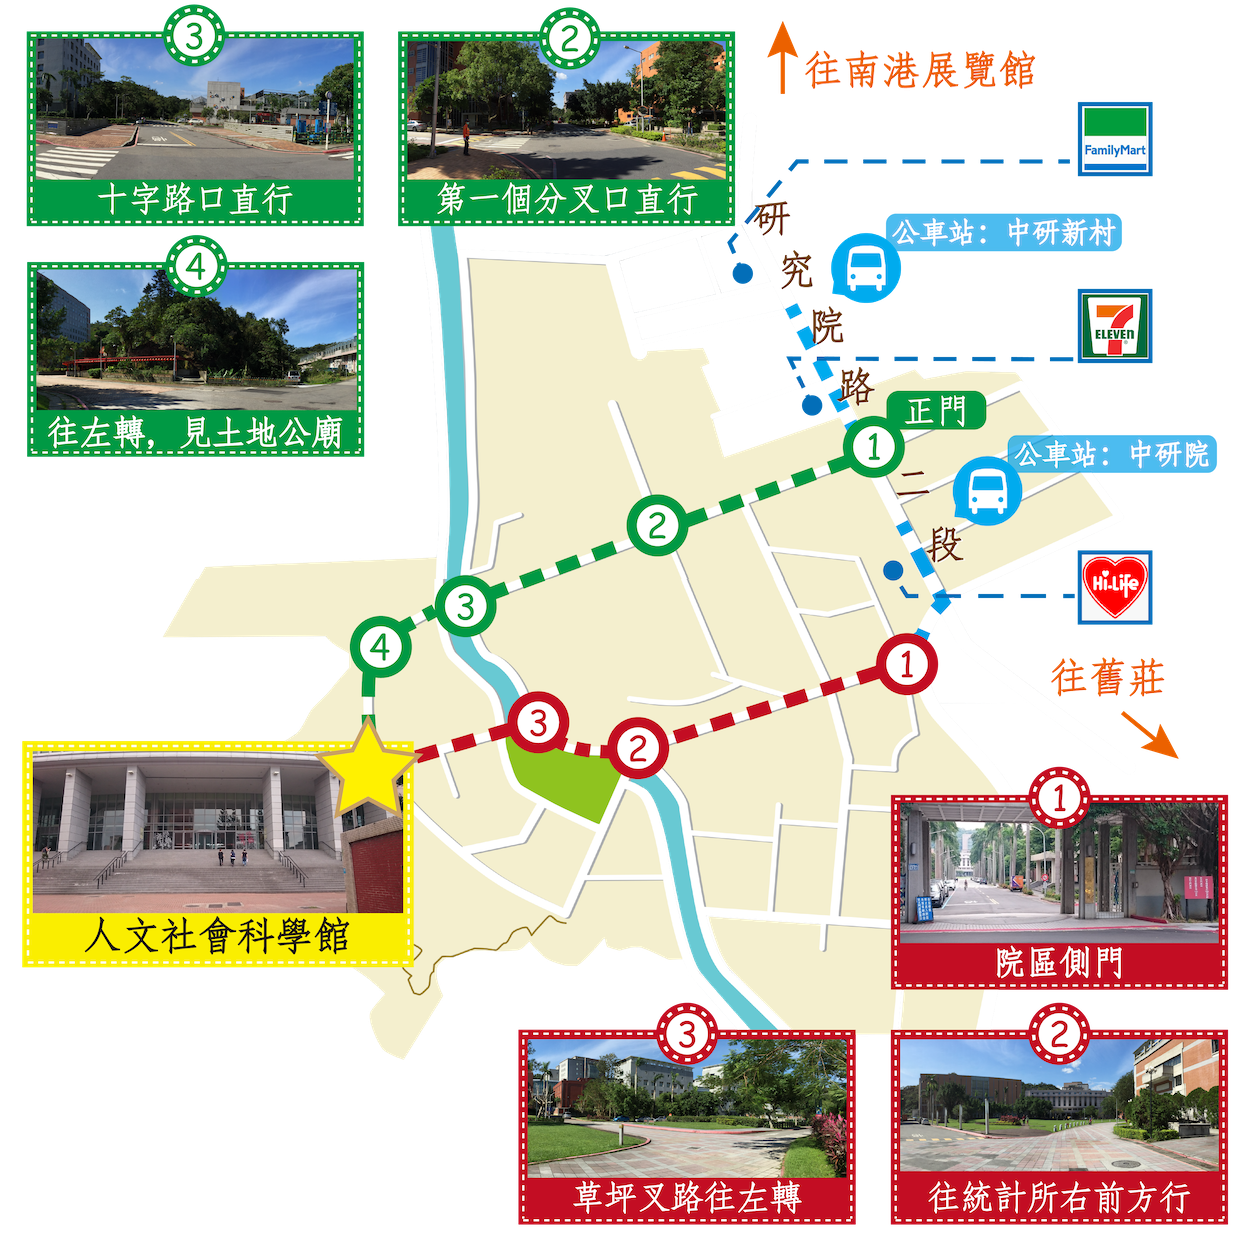 3
十字路口直行
2
第一個分叉口直行
往南港展覽館
FamilyMart
研究院路二段
公車站：中研新村
4
往左轉，見土地公廟
7
ELEVEN
正門
1
公車站：中研院
2
3
4
Hi-Life
1
往舊莊
3
2
人文社會科學館
1
院區側門
3
草坪叉路往左轉
2
往統計所右前方行